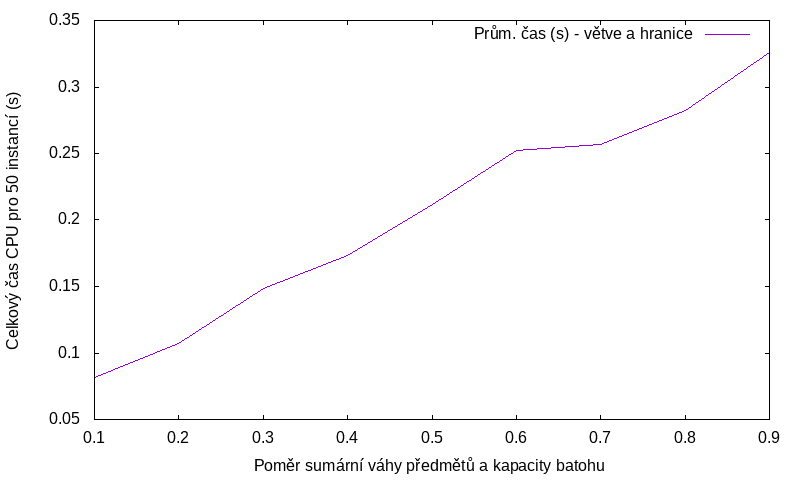 Prům. čas (s) - větve a hranice
Celkový čas CPU pro 50 instancí (s)
0.35
0.3
0.25
0.2
0.15
0.1
0.05
0.1 0.2 0.3 0.4 0.5 0.6 0.7 0.8 0.9
Poměr sumární váhy předmětů a kapacity batohu